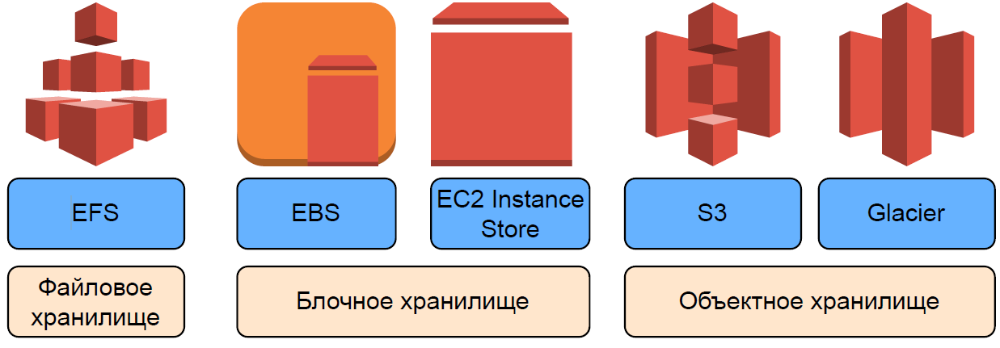 EFS
EBS
EC2 Instance
Store
S3
Glacier
Файловое
хранилище
Блочное хранилище
Объектное хранилище